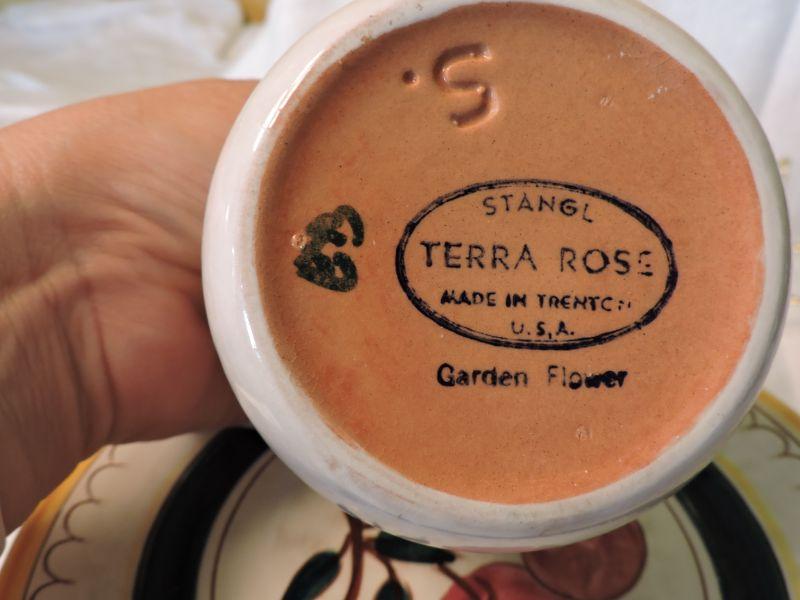 .S
STANGL
TERRA ROSE
MADE IN TRENTON
U.S.A.
Garden Flower